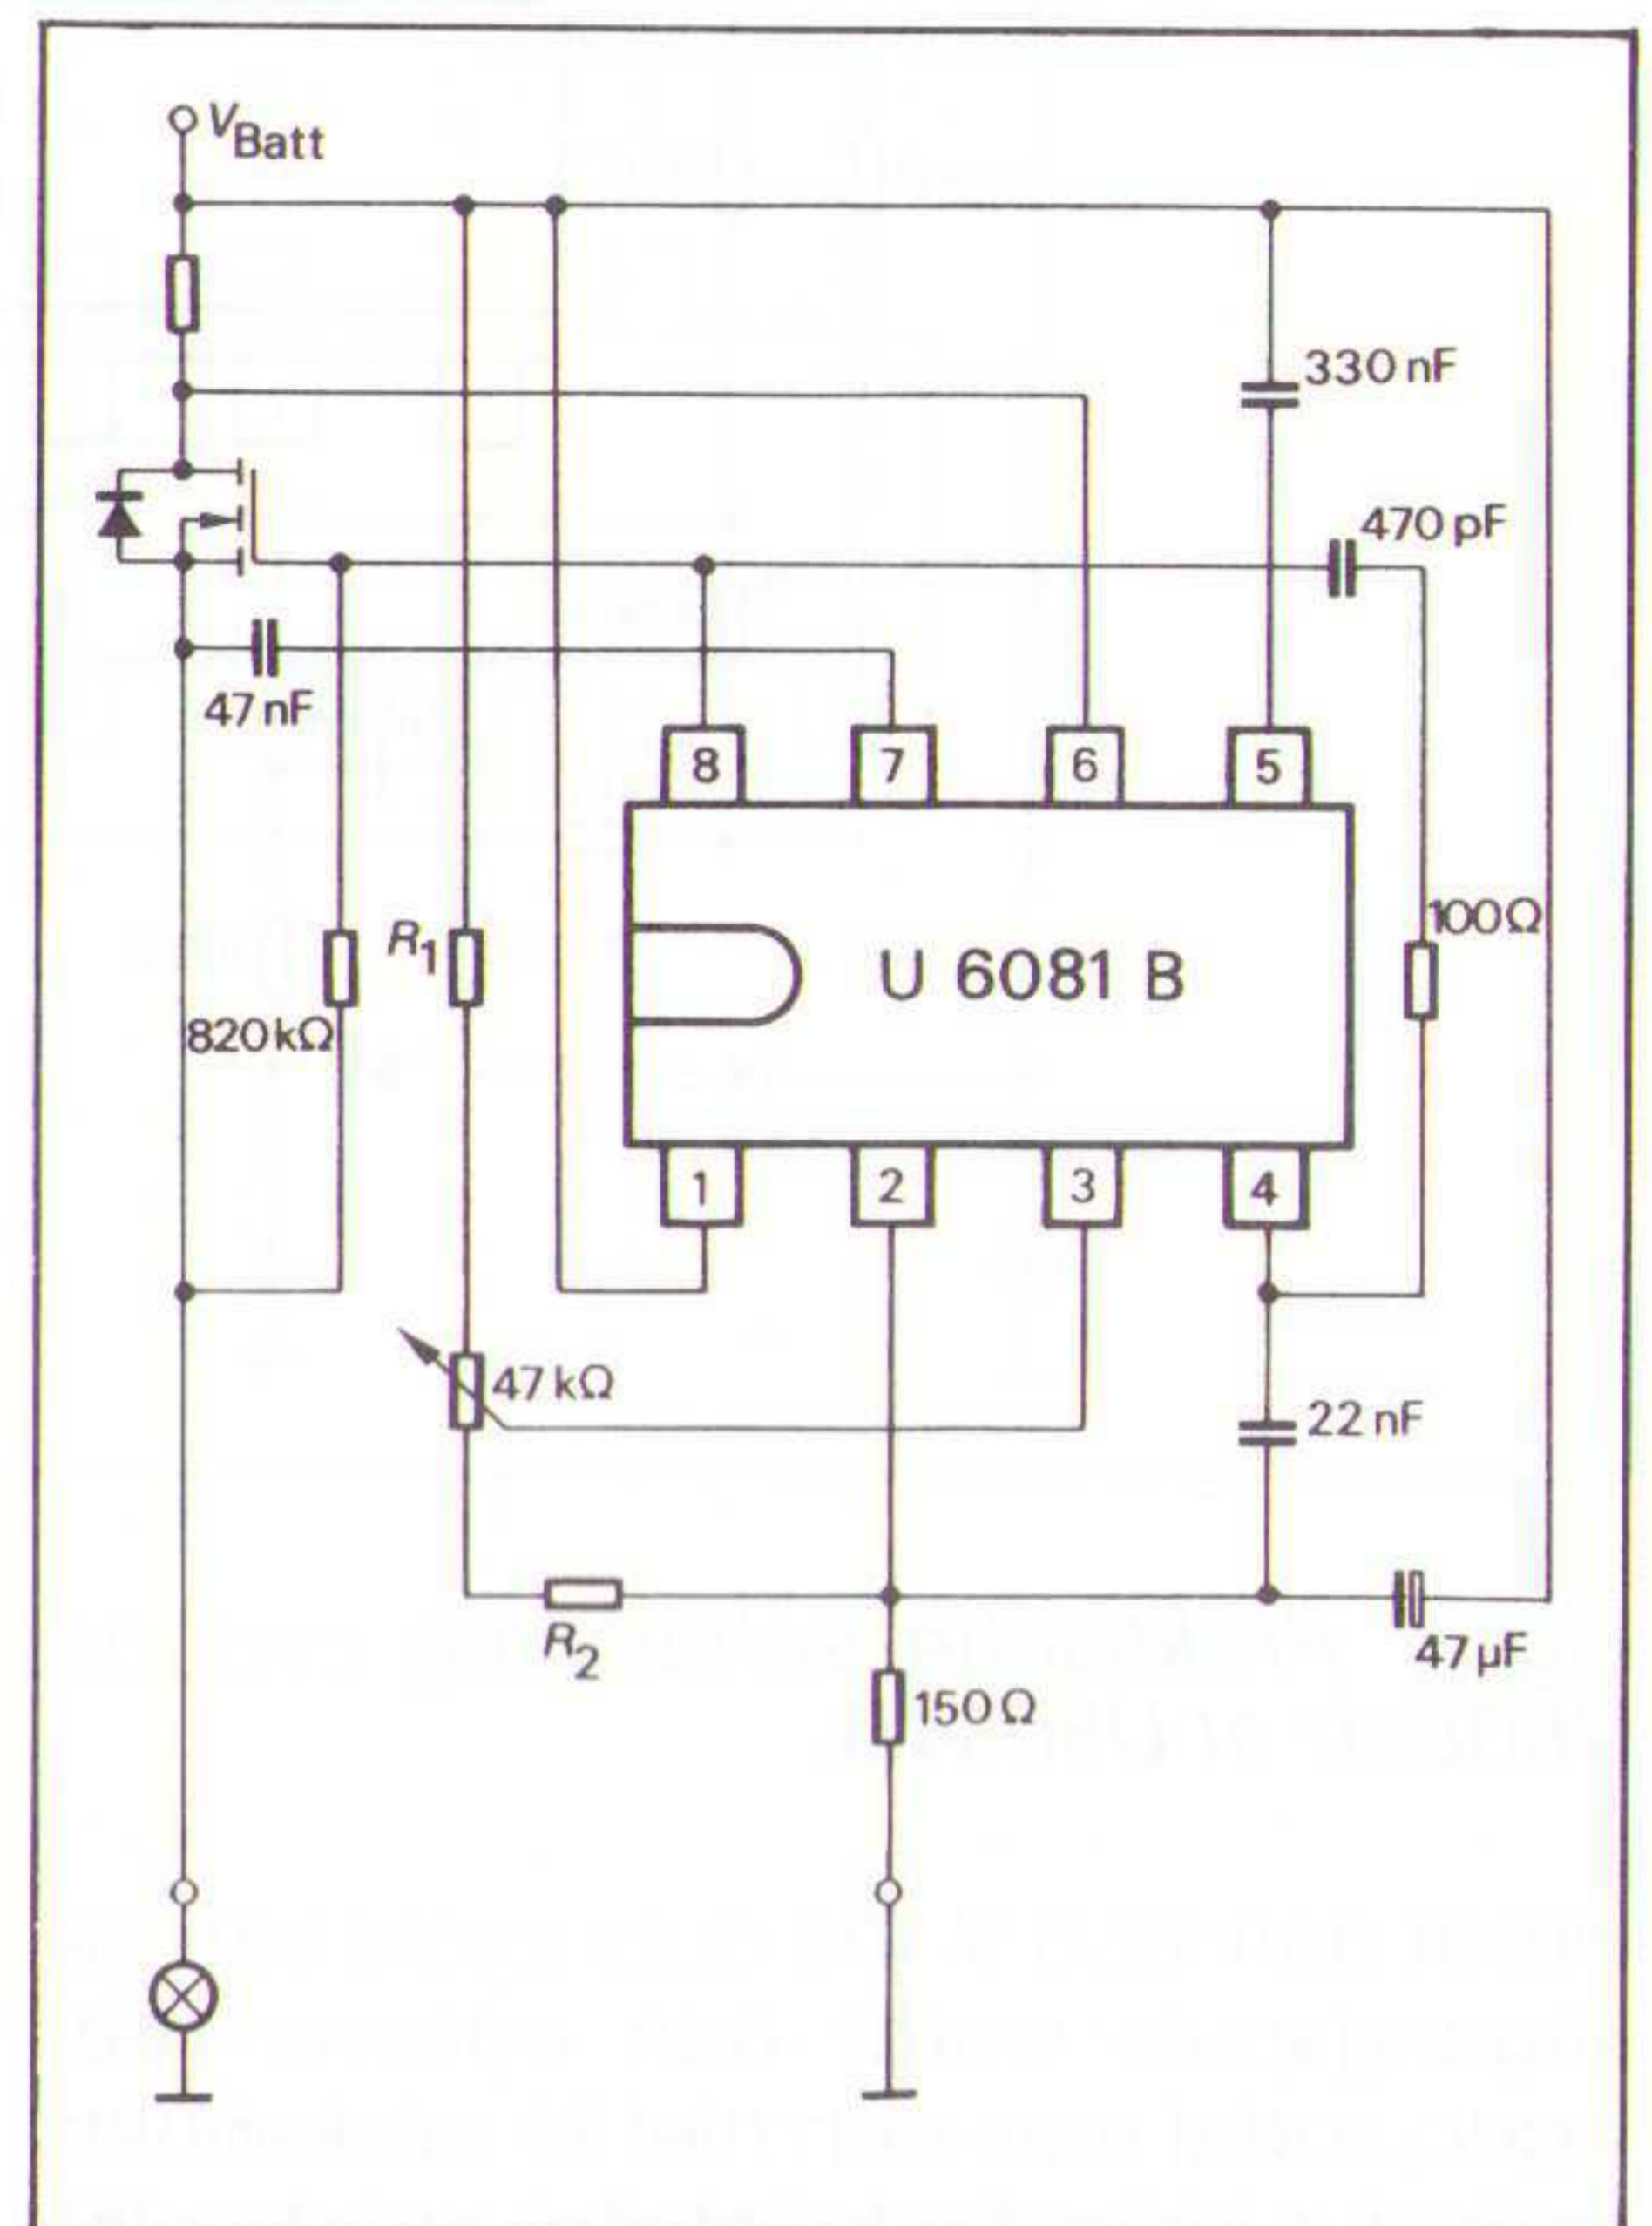 VBatt
330 nF
470 pF
47 nF
8
7
6
5
R1
100 Ω
U 6081 B
820 kΩ
1
2
3
4
47 kΩ
22 nF
R2
47 µF
150 Ω